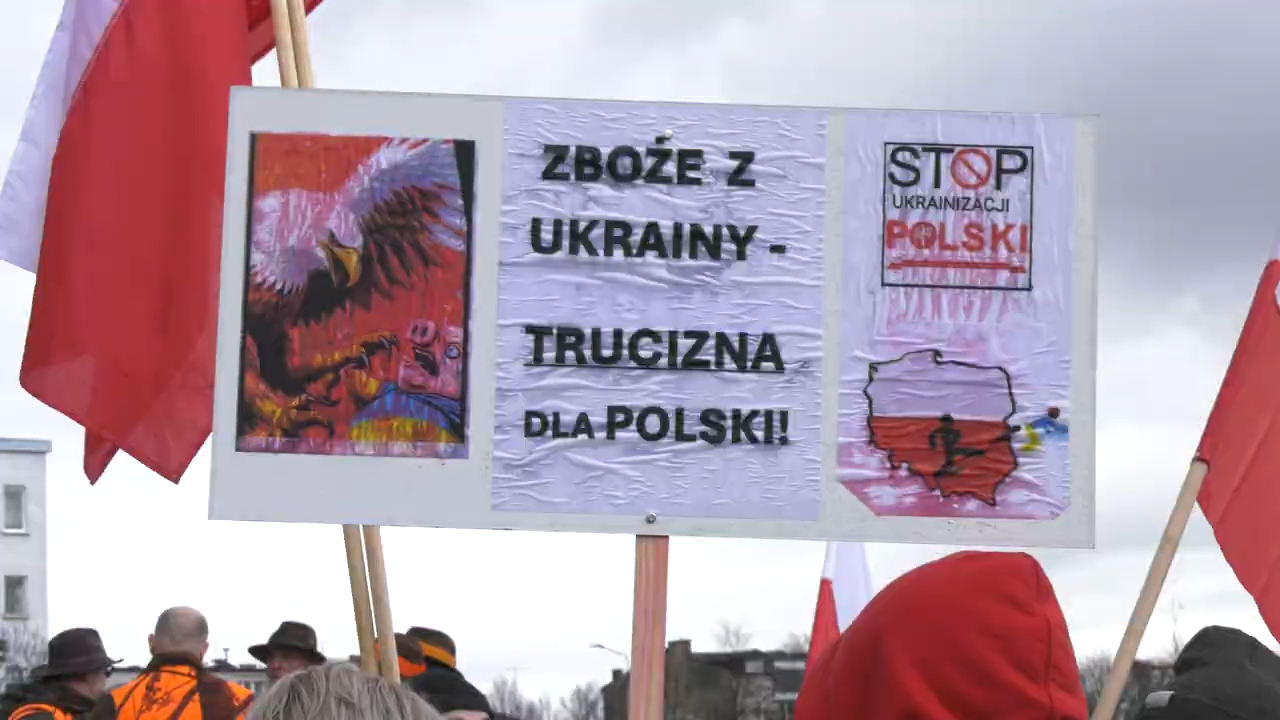 ZBOŻE Z
UKRAINY -
TRUCIZNA
DLA POLSKI!
STOP
UKRAINIZACJI
POLSKI